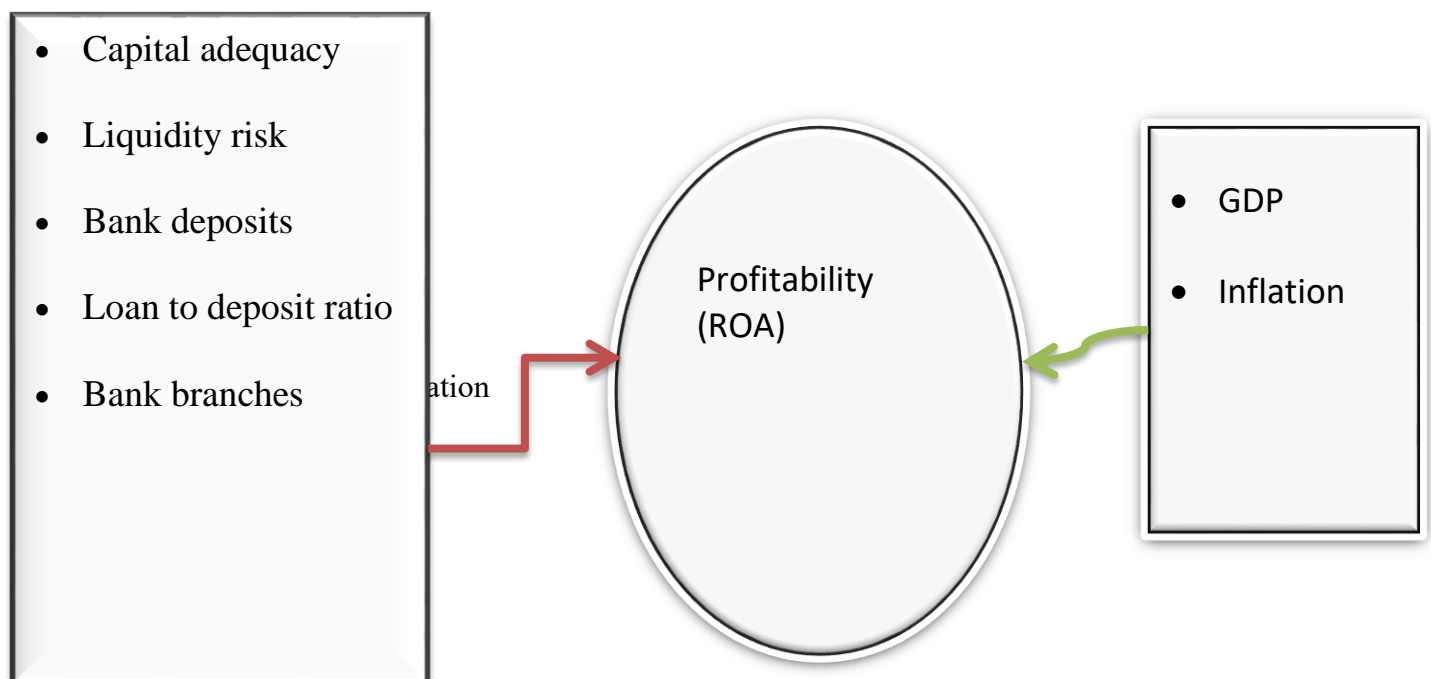 • Capital adequacy
• Liquidity risk
• Bank deposits
• Loan to deposit ratio
• Bank branches
ation
Profitability
(ROA)
• GDP
• Inflation